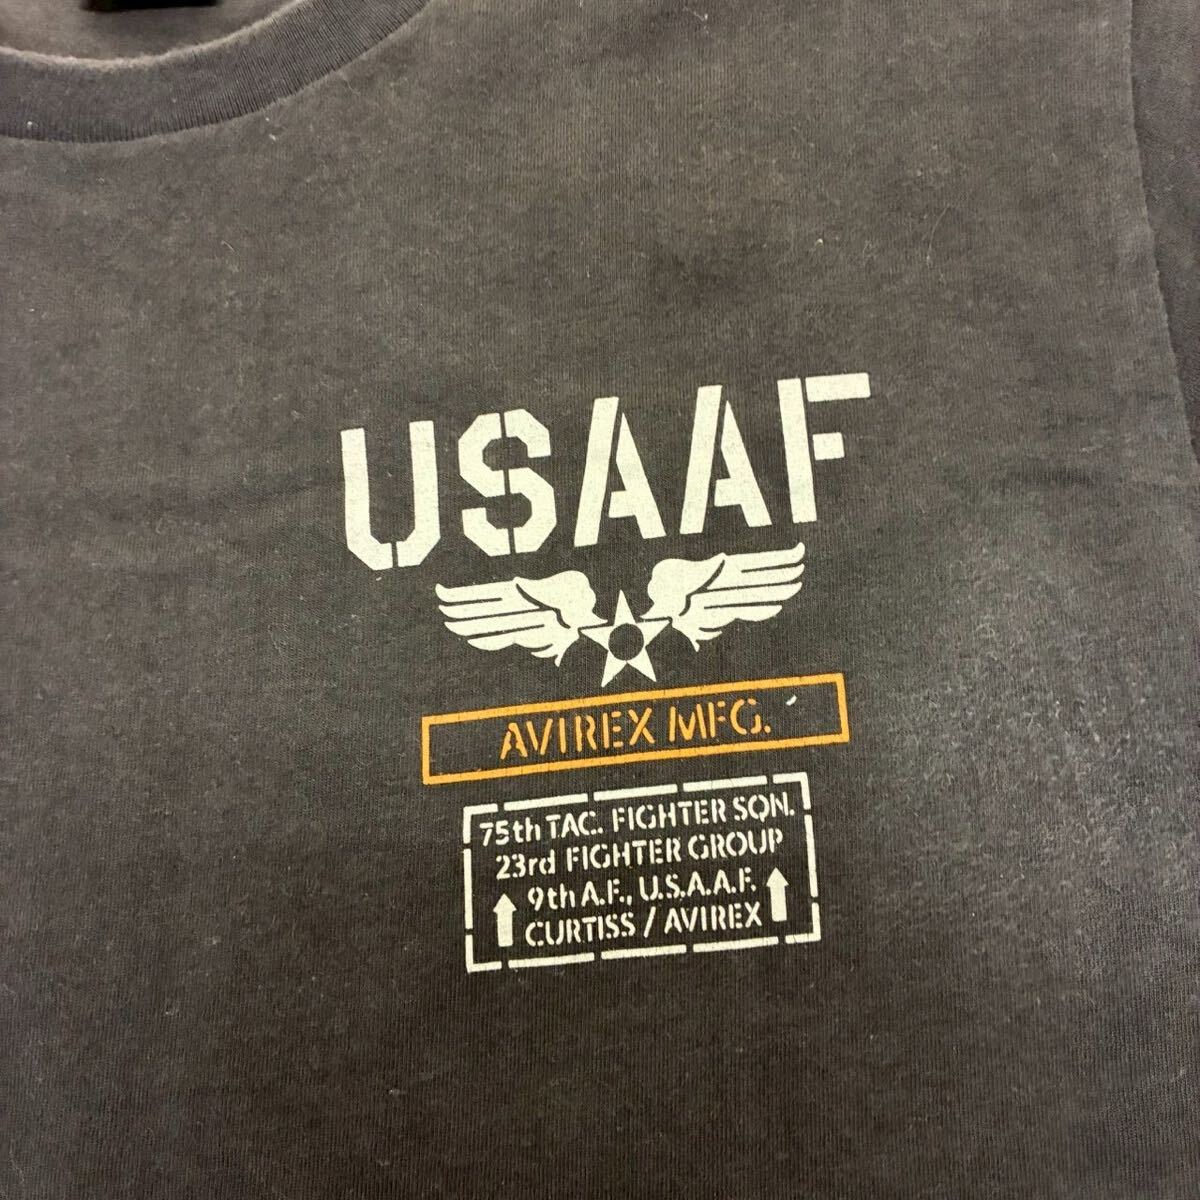 USAAF
AVIREX MFG.
75th TAC. FIGHTER SQN.
23rd FIGHTER GROUP
9th A.F., U.S.A.A.F.
CURTISS / AVIREX